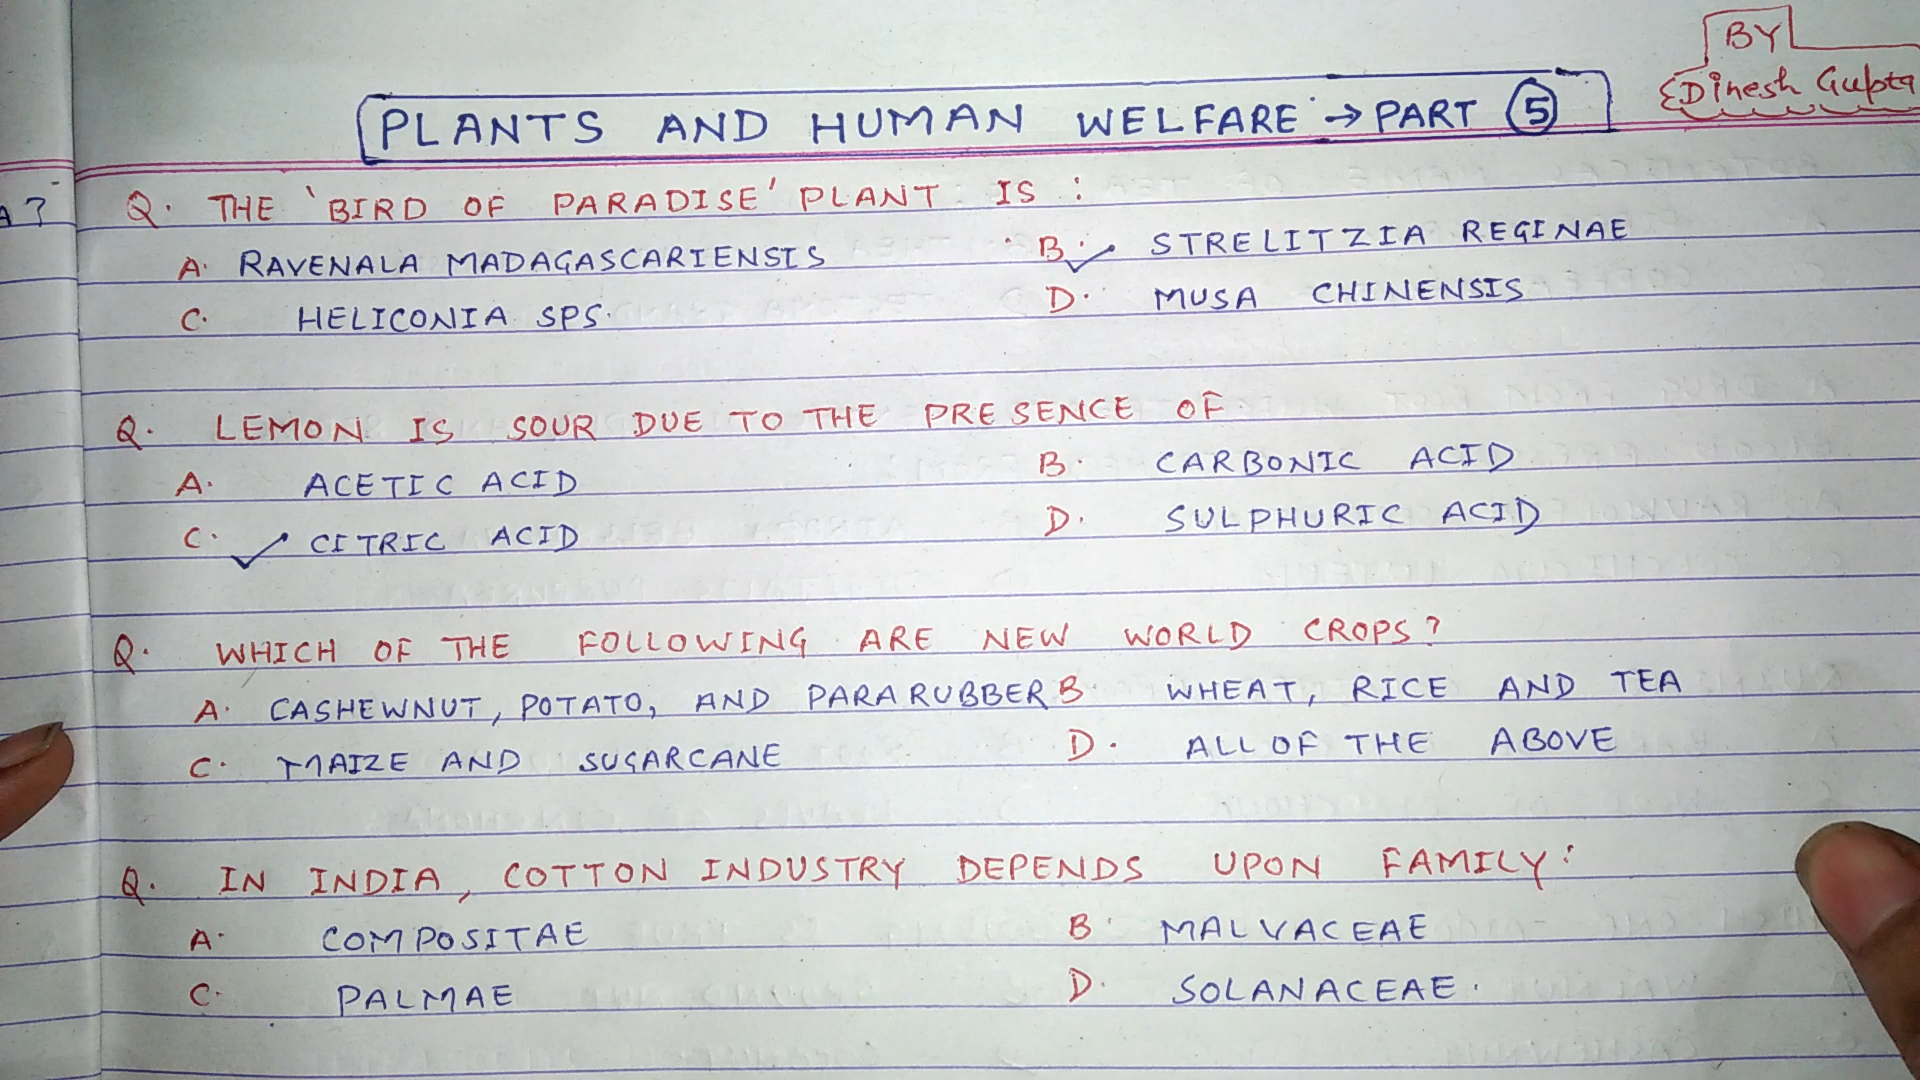 BY
Dinesh Gupta
PLANTS AND HUMAN WELFARE → PART 5
Q. THE 'BIRD OF PARADISE' PLANT IS :
A. RAVENALA MADAGASCARIENSIS B. ✓ STRELITZIA REGINAE
C. HELICONIA SPS. D. MUSA CHINENSIS
Q. LEMON IS SOUR DUE TO THE PRESENCE OF
A. ACETIC ACID B. CARBONIC ACID
C. ✓ CITRIC ACID D. SULPHURIC ACID
Q. WHICH OF THE FOLLOWING ARE NEW WORLD CROPS?
A. CASHEWNUT, POTATO, AND PARARUBBER B. WHEAT, RICE AND TEA
C. MAIZE AND SUGARCANE D. ALL OF THE ABOVE
Q. IN INDIA, COTTON INDUSTRY DEPENDS UPON FAMILY :
A. COMPOSITAE B. MALVACEAE
C. PALMAE D. SOLANACEAE.